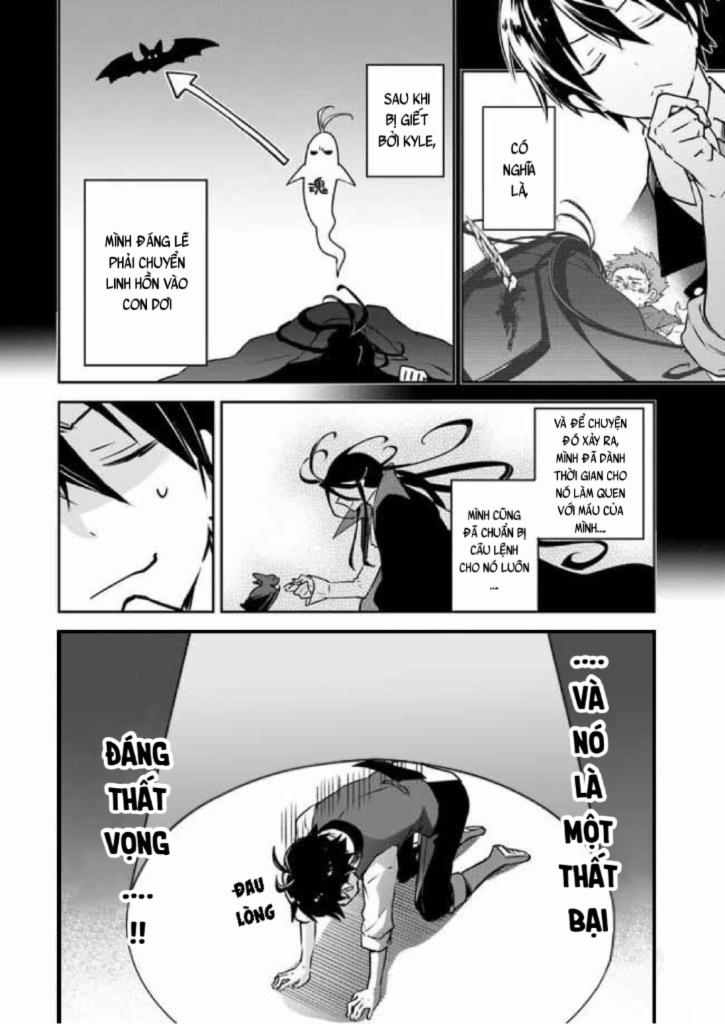 CÓ
NGHĨA
LÀ,
SAU KHI
BỊ GIẾT
BỞI KYLE,
魂
MÌNH ĐÁNG LẼ
PHẢI CHUYỂN
LINH HỒN VÀO
CON DƠI
VÀ ĐỂ CHUYỆN
ĐÓ XẢY RA,
MÌNH ĐÃ DÀNH
THỜI GIAN CHO
NÓ LÀM QUEN
VỚI MÁU CỦA
MÌNH....
MÌNH CŨNG
ĐÃ CHUẨN BỊ
CÂU LỆNH
CHO NÓ LUÔN
....
....
VÀ
NÓ
LÀ
MỘT
THẤT
BẠI
ĐAU
LÒNG
ĐÁNG
THẤT
VỌNG
....
!!